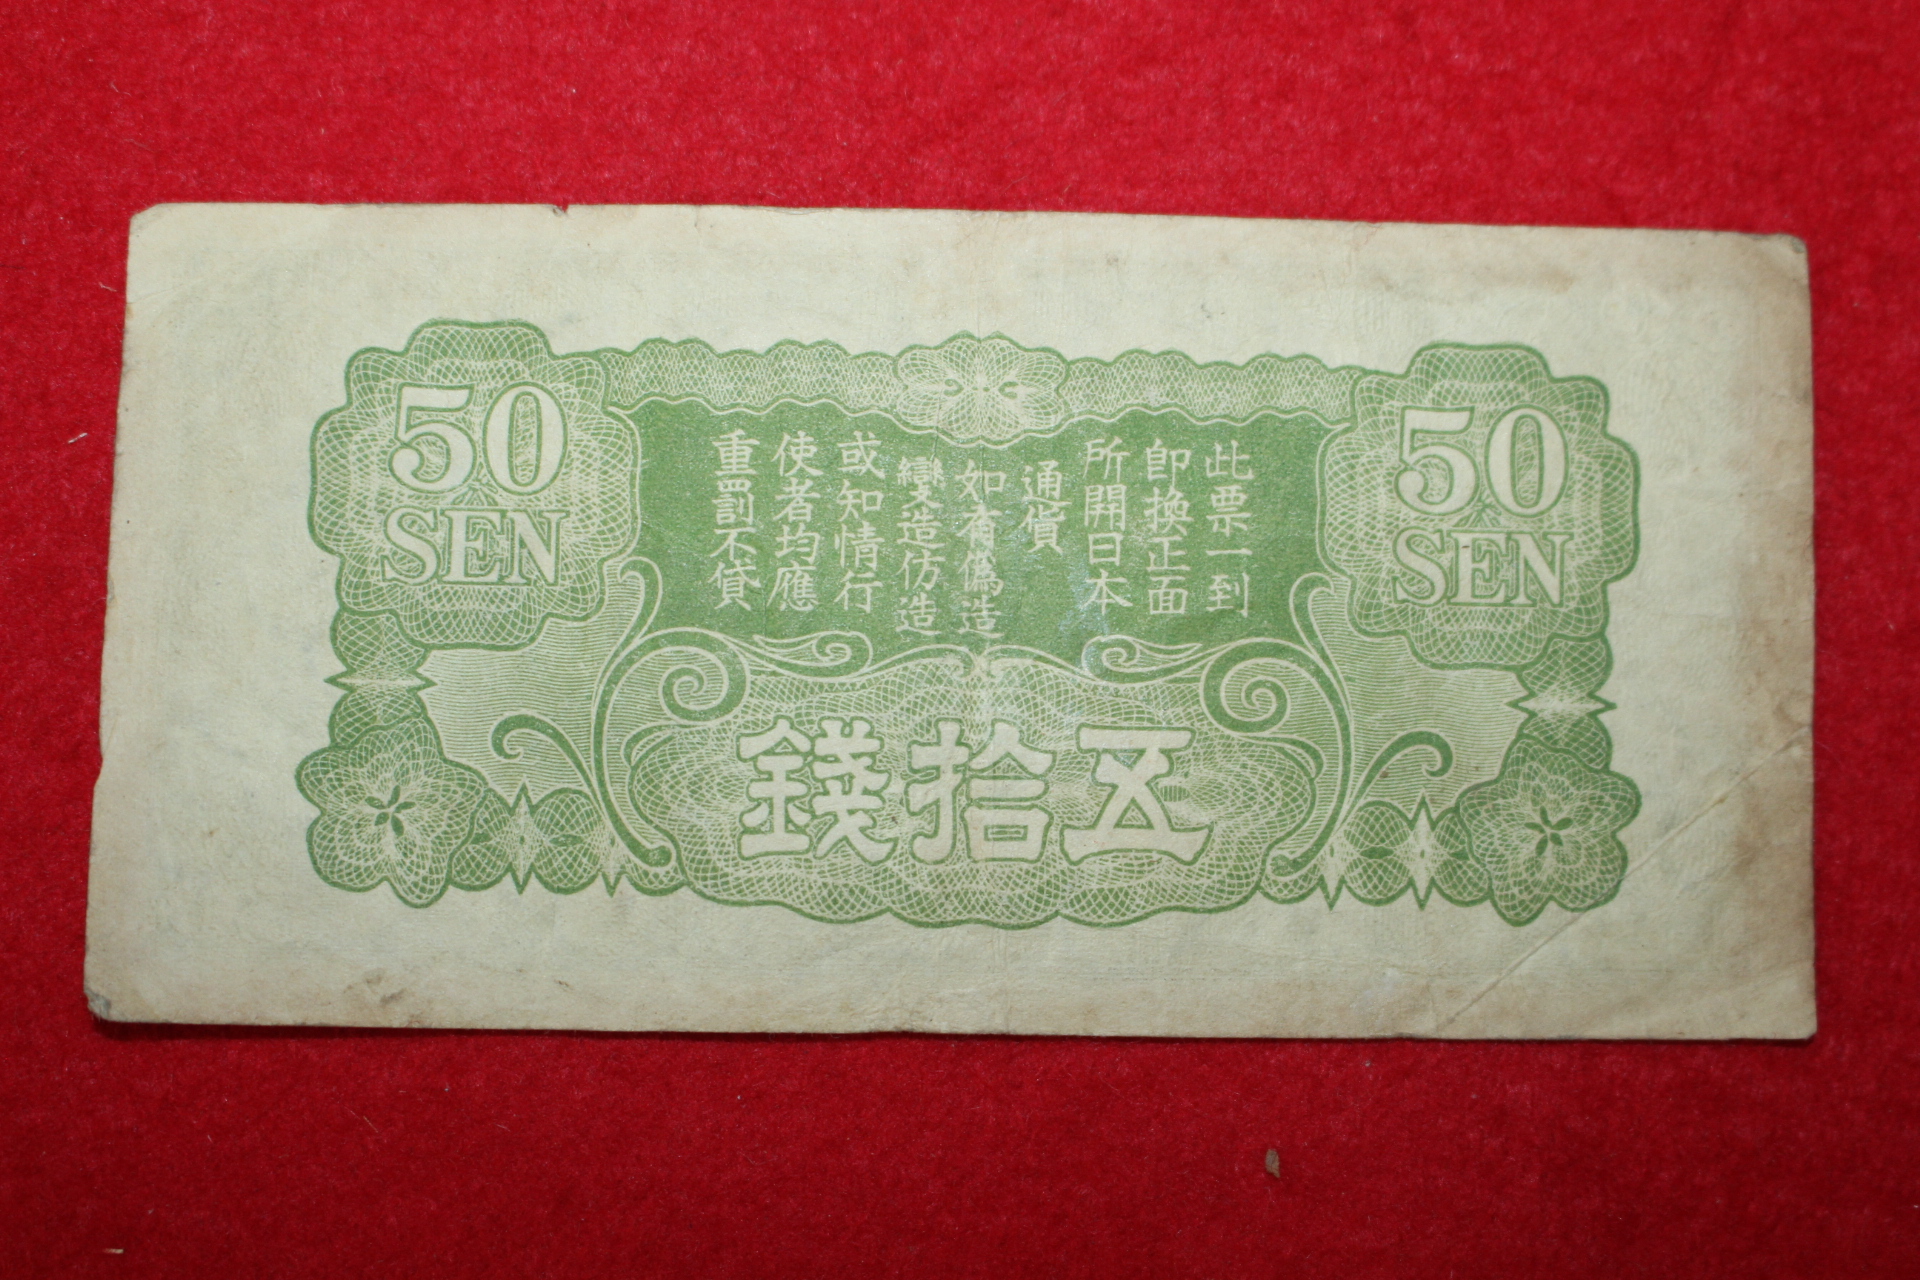 50
SEN
50
SEN
此票一到
即換正面
所開日本
通貨
如有偽造
變造仿造
或知情行
使者均應
重罰不貸
五拾錢